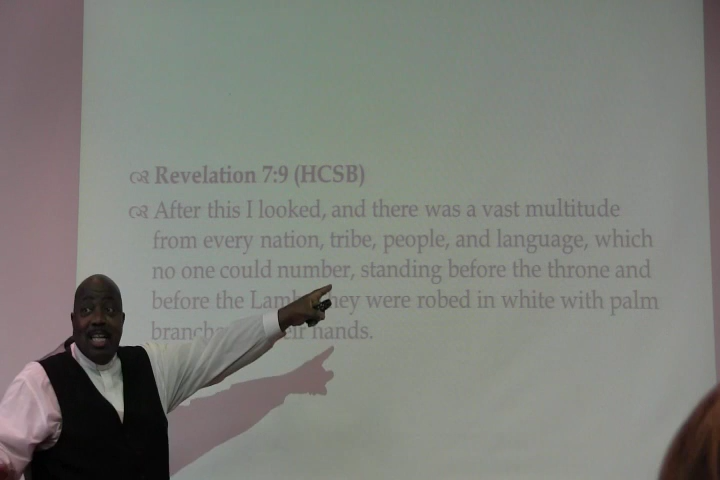 Revelation 7:9 (HCSB)
After this I looked, and there was a vast multitude
from every nation, tribe, people, and language, which
no one could number, standing before the throne and
before the Lamb. They were robed in white with palm
hands.